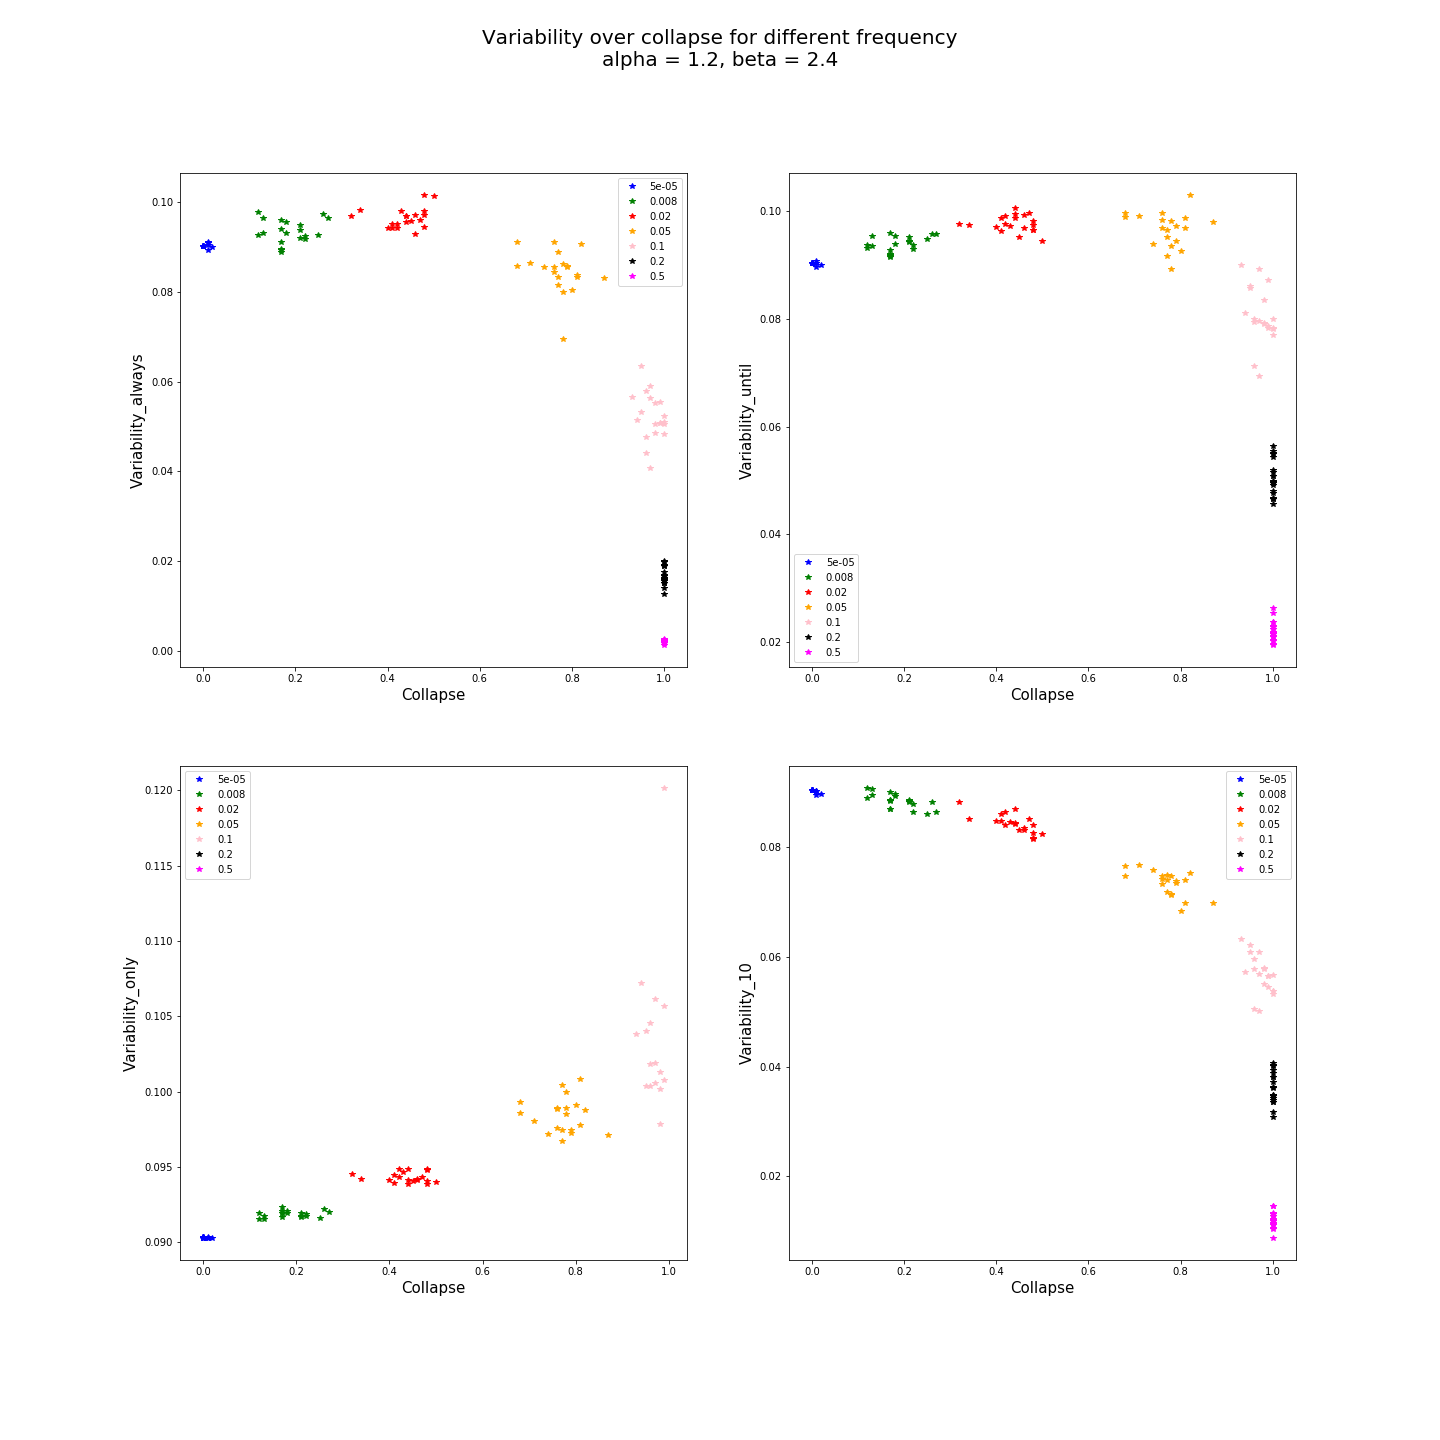 Variability over collapse for different frequency
alpha = 1.2, beta = 2.4
Variability_always
0.10
0.08
0.06
0.04
0.02
0.00
5e-05
0.008
0.02
0.05
0.1
0.2
0.5
0.0 0.2 0.4 0.6 0.8 1.0
Collapse
Variability_until
0.10
0.08
0.06
0.04
0.02
5e-05
0.008
0.02
0.05
0.1
0.2
0.5
0.0 0.2 0.4 0.6 0.8 1.0
Collapse
Variability_only
0.120
0.115
0.110
0.105
0.100
0.095
0.090
5e-05
0.008
0.02
0.05
0.1
0.2
0.5
0.0 0.2 0.4 0.6 0.8 1.0
Collapse
Variability_10
0.08
0.06
0.04
0.02
5e-05
0.008
0.02
0.05
0.1
0.2
0.5
0.0 0.2 0.4 0.6 0.8 1.0
Collapse